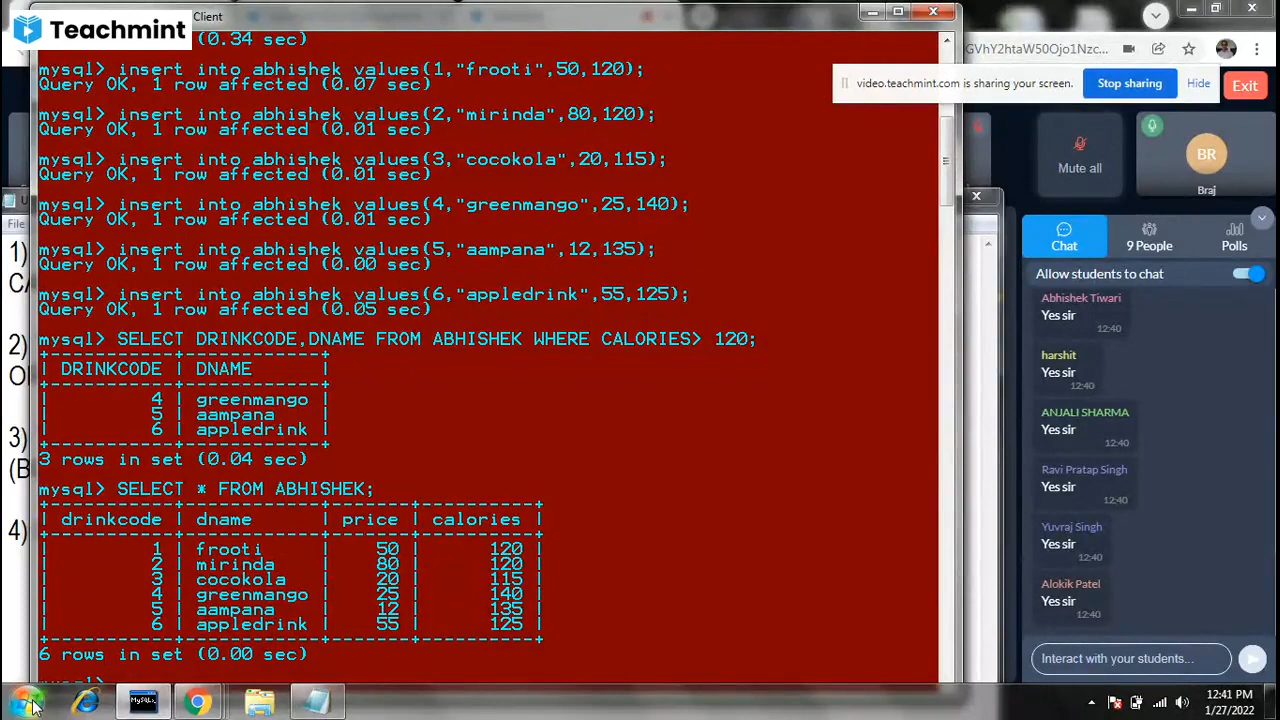 Teachmint
Client
(0.34 sec)
mysql> insert into abhishek values(1,"frooti",50,120);
Query OK, 1 row affected (0.07 sec)
mysql> insert into abhishek values(2,"mirinda",80,120);
Query OK, 1 row affected (0.01 sec)
mysql> insert into abhishek values(3,"cocokola",20,115);
Query OK, 1 row affected (0.01 sec)
mysql> insert into abhishek values(4,"greenmango",25,140);
Query OK, 1 row affected (0.01 sec)
mysql> insert into abhishek values(5,"aampana",12,135);
Query OK, 1 row affected (0.00 sec)
mysql> insert into abhishek values(6,"appledrink",55,125);
Query OK, 1 row affected (0.05 sec)
mysql> SELECT DRINKCODE,DNAME FROM ABHISHEK WHERE CALORIES> 120;
+-----------+------------+
| DRINKCODE | DNAME |
+-----------+------------+
| 4 | greenmango |
| 5 | aampana |
| 6 | appledrink |
+-----------+------------+
3 rows in set (0.04 sec)
mysql> SELECT * FROM ABHISHEK;
+-----------+------------+-------+----------+
| drinkcode | dname | price | calories |
+-----------+------------+-------+----------+
| 1 | frooti | 50 | 120 |
| 2 | mirinda | 80 | 120 |
| 3 | cocokola | 20 | 115 |
| 4 | greenmango | 25 | 140 |
| 5 | aampana | 12 | 135 |
| 6 | appledrink | 55 | 125 |
+-----------+------------+-------+----------+
6 rows in set (0.00 sec)
mysql>
File
1)
2)
3)
(B
4)
GVhY2htaW50Ojo1Nzc...
video.teachmint.com is sharing your screen.
Stop sharing
Hide
Exit
Mute all
BR
Braj
Chat
9 People
Polls
Allow students to chat
Abhishek Tiwari
Yes sir
12:40
harshit
Yes sir
12:40
ANJALI SHARMA
Yes sir
12:40
Ravi Pratap Singh
Yes sir
12:40
Yuvraj Singh
Yes sir
12:40
Alokik Patel
Yes sir
12:40
Interact with your students...
MySQL>
12:41 PM
1/27/2022